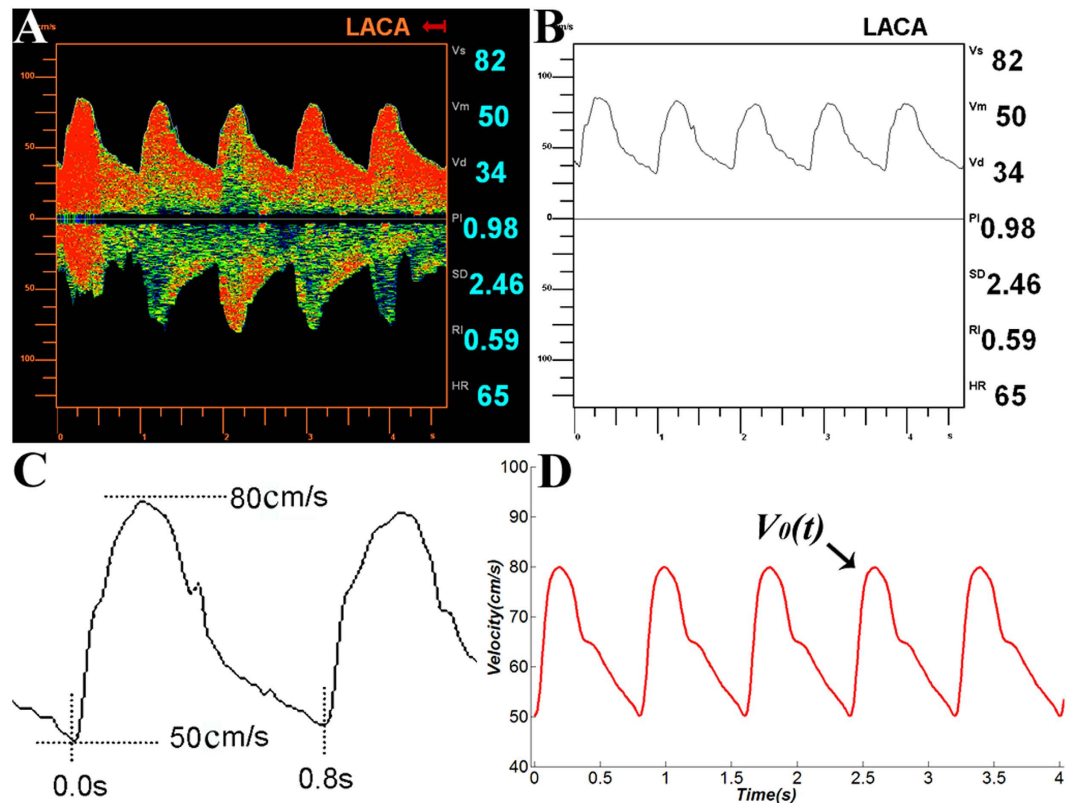 A
cm/s
LACA
Vs 82
Vm 50
Vd 34
PI 0.98
SD 2.46
RI 0.59
HR 65
100
50
0
50
100
0 1 2 3 4 s
B
cm/s
LACA
Vs 82
Vm 50
Vd 34
PI 0.98
SD 2.46
RI 0.59
HR 65
100
50
0
50
100
0 1 2 3 4 s
C
80cm/s
50cm/s
0.0s
0.8s
D
V0(t)
Velocity(cm/s)
100
90
80
70
60
50
40
0 0.5 1 1.5 2 2.5 3 3.5 4
Time(s)